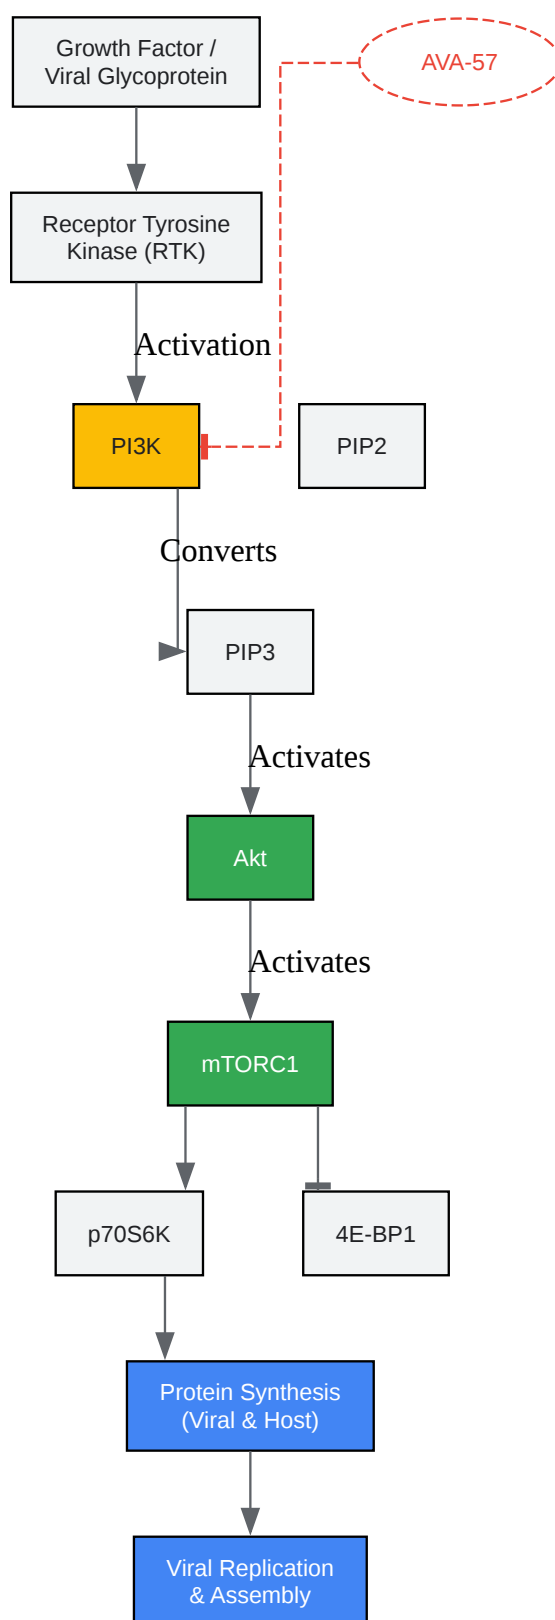 Growth Factor /
Viral Glycoprotein
AVA-57
Receptor Tyrosine
Kinase (RTK)
Activation
PI3K
PIP2
Converts
PIP3
Activates
Akt
Activates
mTORC1
p70S6K
4E-BP1
Protein Synthesis
(Viral & Host)
Viral Replication
& Assembly